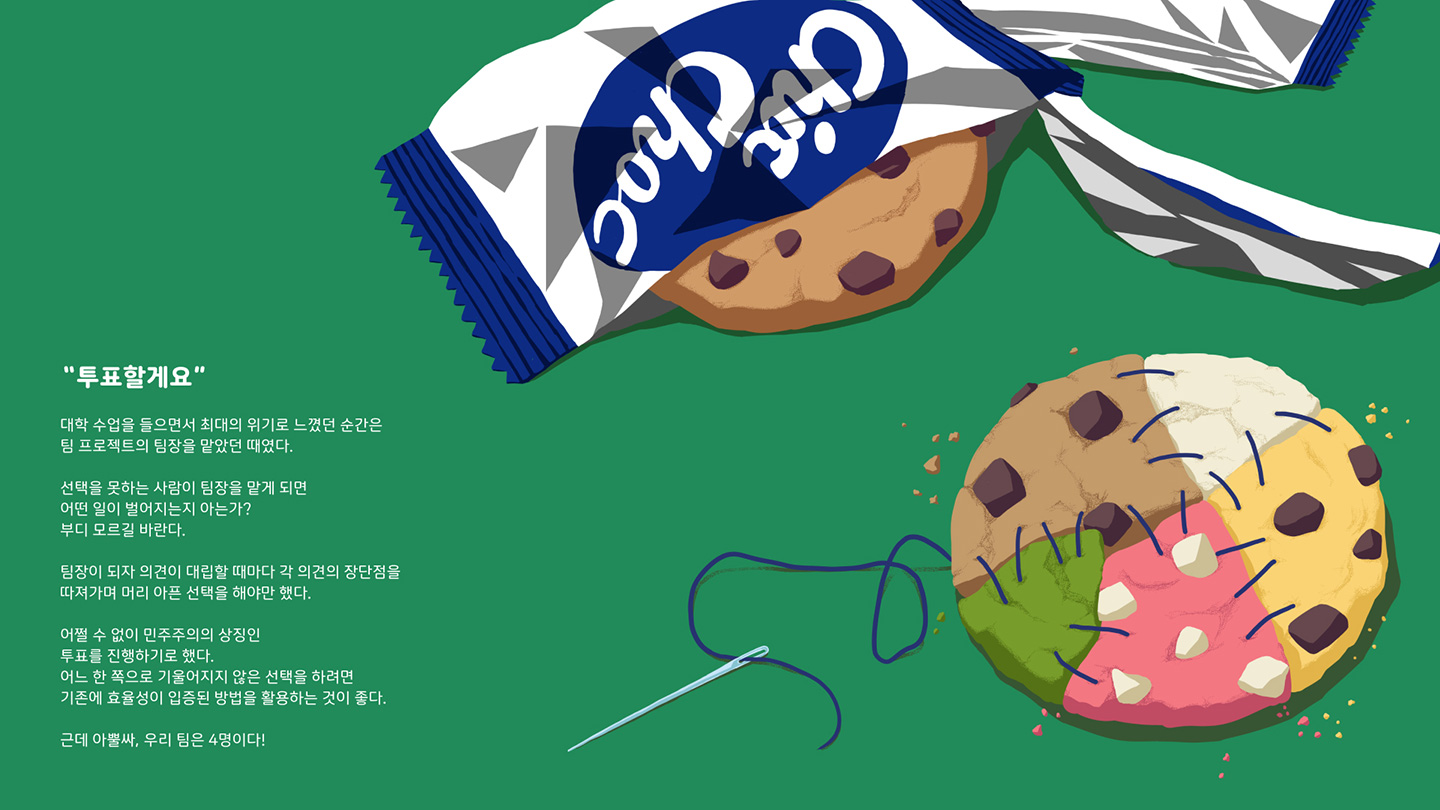 Chix Choc
"투표할게요"
대학 수업을 들으면서 최대의 위기로 느꼈던 순간은
팀 프로젝트의 팀장을 맡았던 때였다.
선택을 못하는 사람이 팀장을 맡게 되면
어떤 일이 벌어지는지 아는가?
부디 모르길 바란다.
팀장이 되자 의견이 대립할 때마다 각 의견의 장단점을
따져가며 머리 아픈 선택을 해야만 했다.
어쩔 수 없이 민주주의의 상징인
투표를 진행하기로 했다.
어느 한 쪽으로 기울어지지 않은 선택을 하려면
기존에 효율성이 입증된 방법을 활용하는 것이 좋다.
근데 아뿔싸, 우리 팀은 4명이다!